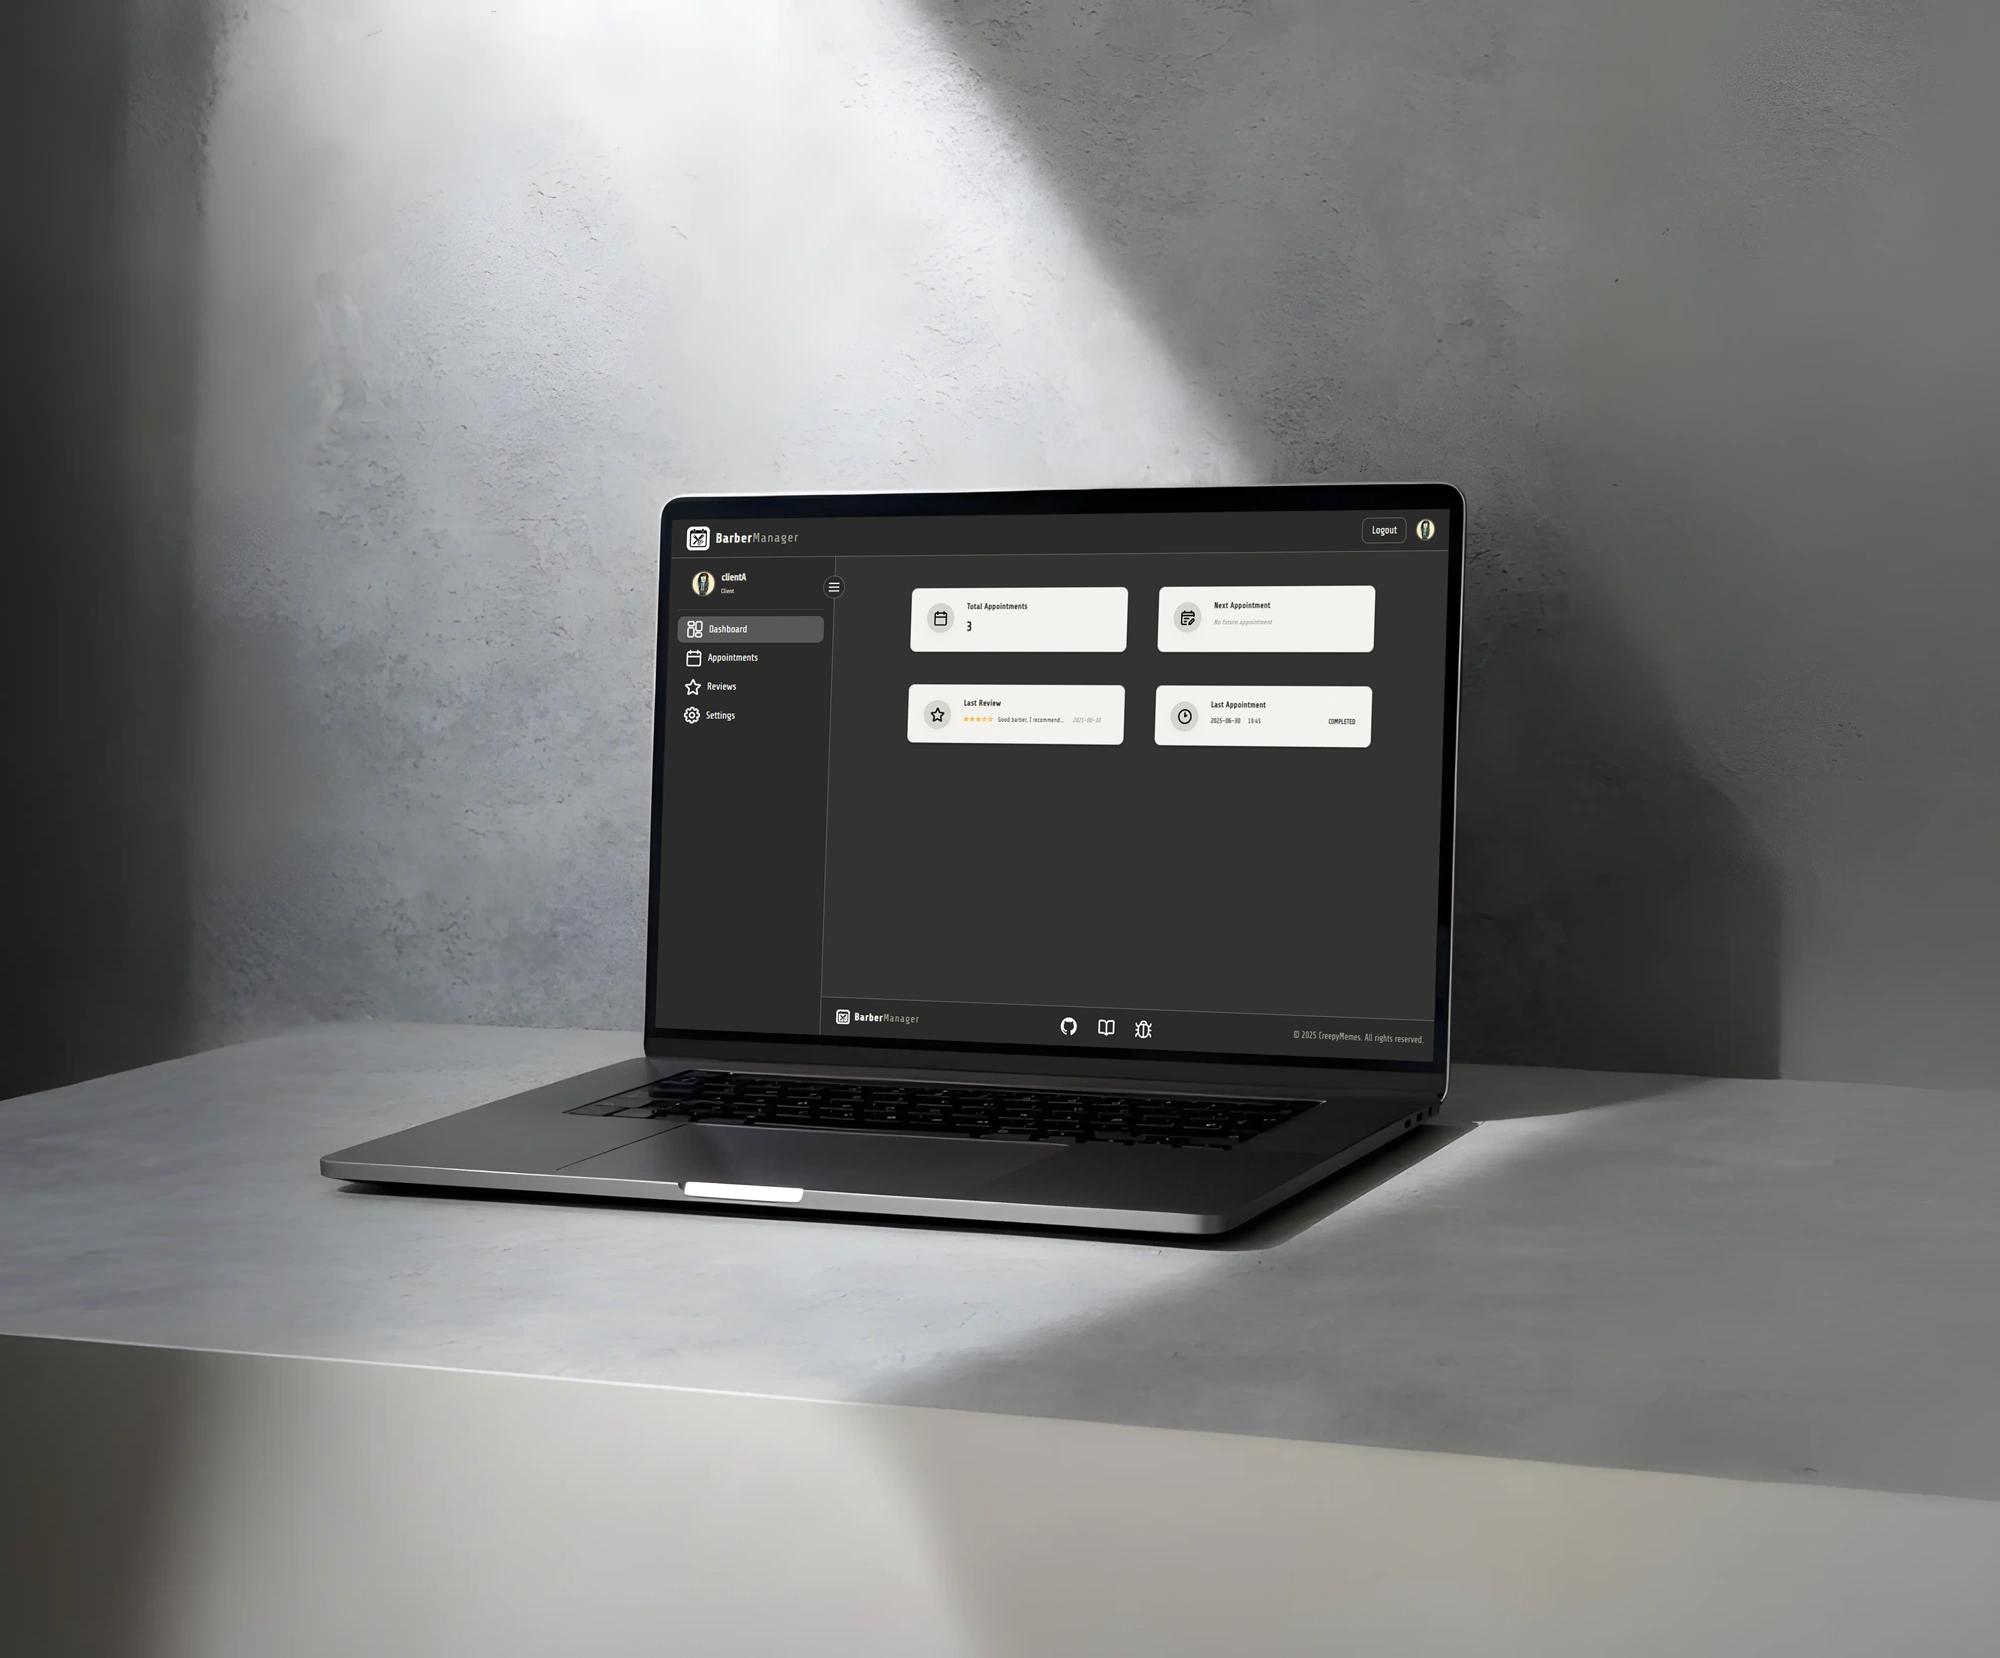 BarberManager
Logout
clientA
Client
Dashboard
Appointments
Reviews
Settings
Total Appointments
3
Next Appointment
No future appointment
Last Review
Good barber, I recommend... 2025-06-30
Last Appointment
2025-06-30 19:45 COMPLETED
BarberManager
© 2025 CreepyMemes. All rights reserved.